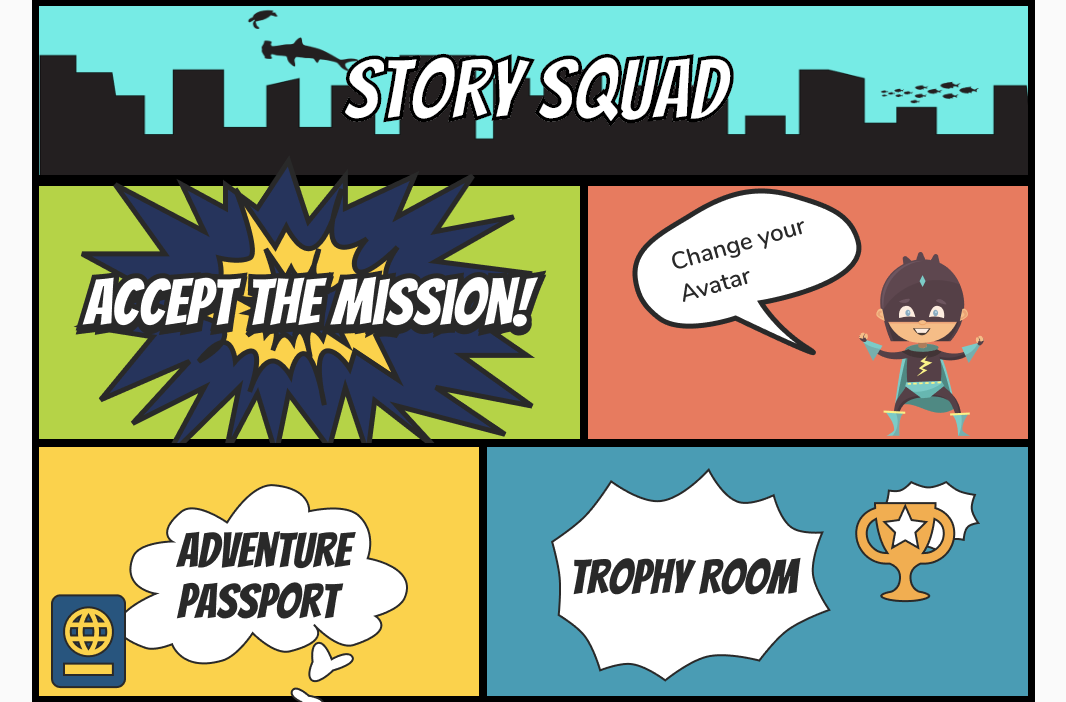 STORY SQUAD
ACCEPT THE MISSION!
Change your
Avatar
ADVENTURE
PASSPORT
TROPHY ROOM